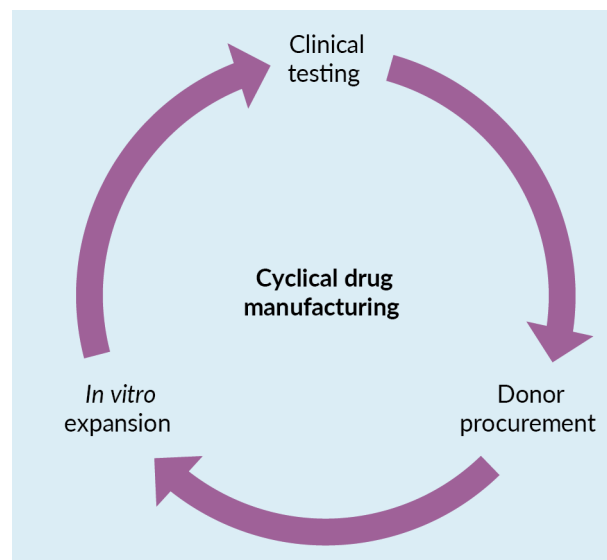 Clinical
testing
Cyclical drug
manufacturing
In vitro
expansion
Donor
procurement